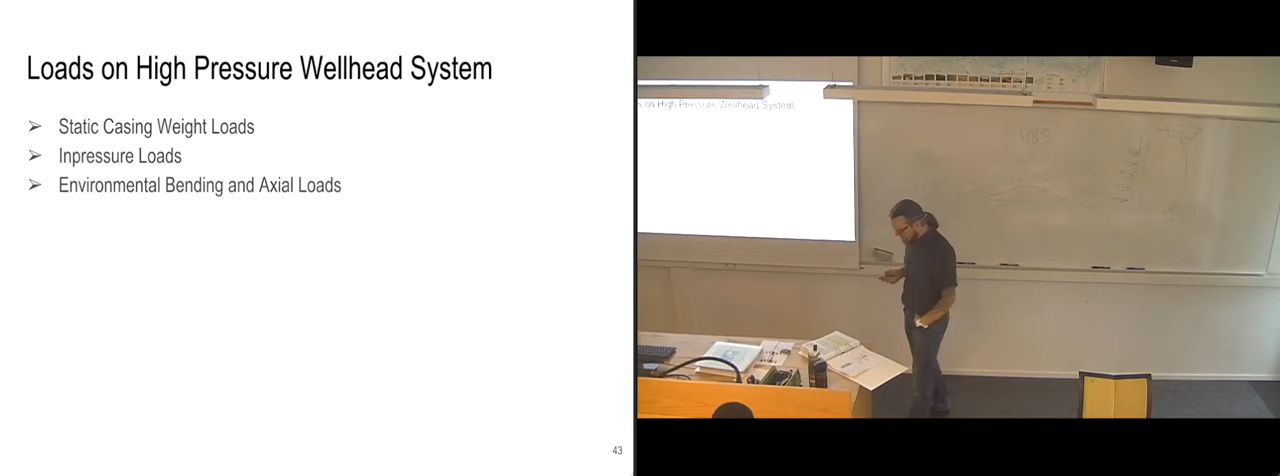 Loads on High Pressure Wellhead System
➢ Static Casing Weight Loads
➢ Inpressure Loads
➢ Environmental Bending and Axial Loads
43
s on High Pressure Wellhead System